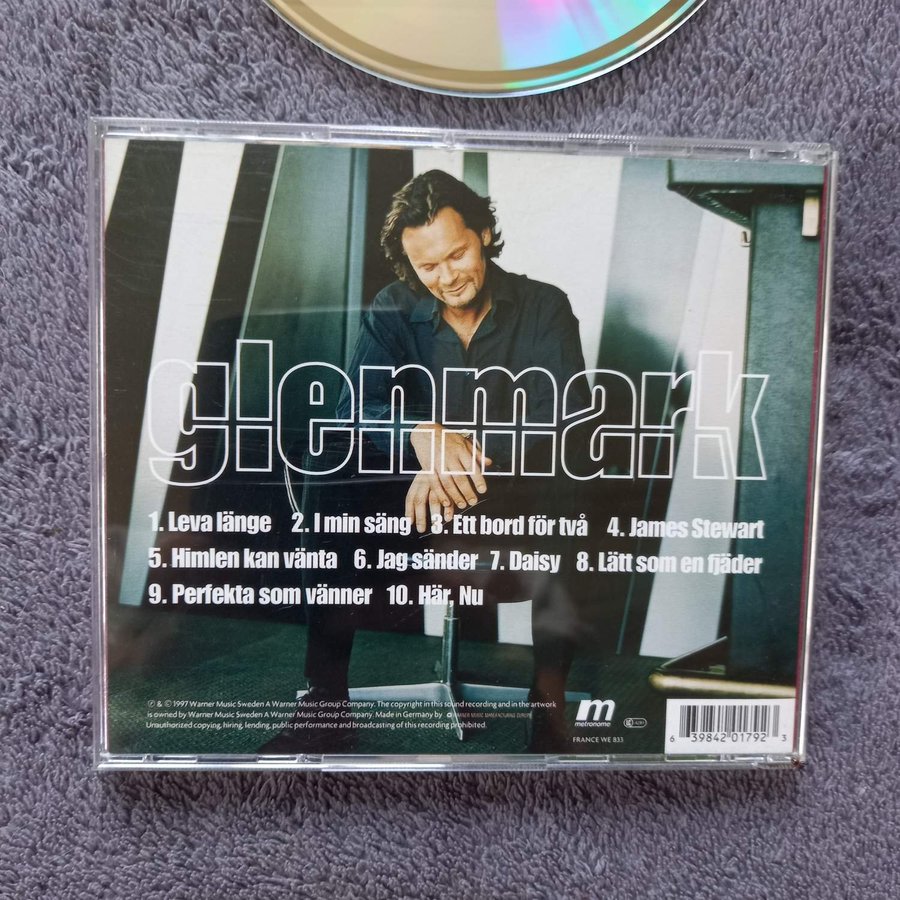 glenmark
1. Leva länge 2. I min säng 3. Ett bord för två 4. James Stewart
5. Himlen kan vänta 6. Jag sänder 7. Daisy 8. Lätt som en fjäder
9. Perfekta som vänner 10. Här, Nu
℗ & © 1997 Warner Music Sweden A Warner Music Group Company. The copyright in this sound recording and in the artwork
is owned by Warner Music Sweden A Warner Music Group Company. Made in Germany by WARNER MUSIC MANUFACTURING EUROPE
Unauthorized copying, hiring, lending, public performance and broadcasting of this recording prohibited.
m
metronome
FRANCE WE 833
6 39842 01792 3